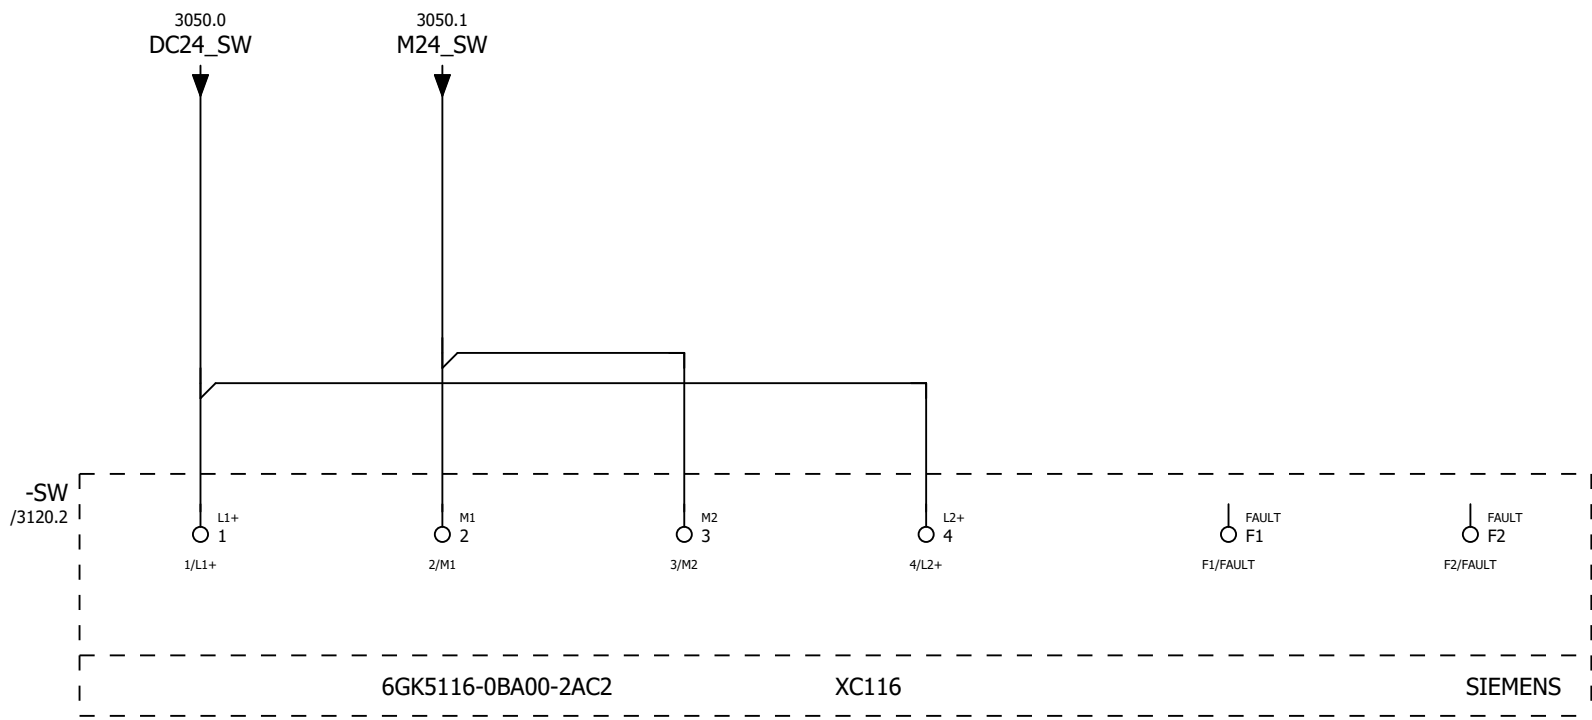 3050.0
DC24_SW
3050.1
M24_SW
-SW
/3120.2
L1+
1
1/L1+
M1
2
2/M1
M2
3
3/M2
L2+
4
4/L2+
FAULT
F1
F1/FAULT
FAULT
F2
F2/FAULT
6GK5116-0BA00-2AC2
XC116
SIEMENS